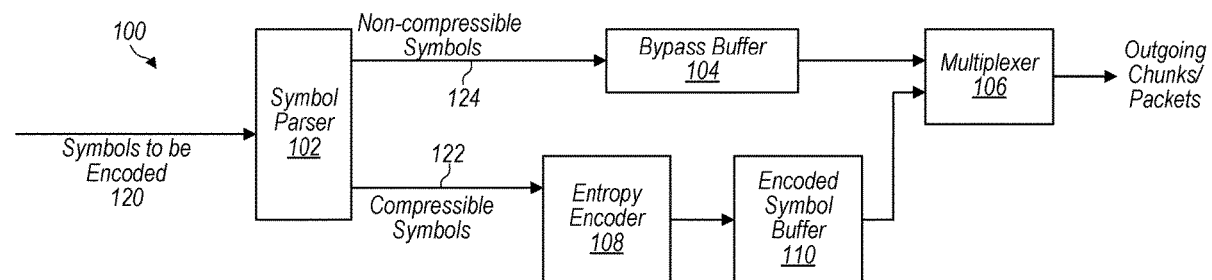 100
Non-compressible
Symbols
124
Bypass Buffer
104
Multiplexer
106
Outgoing
Chunks/
Packets
Symbol
Parser
102
Symbols to be
Encoded
120
122
Compressible
Symbols
Entropy
Encoder
108
Encoded
Symbol
Buffer
110